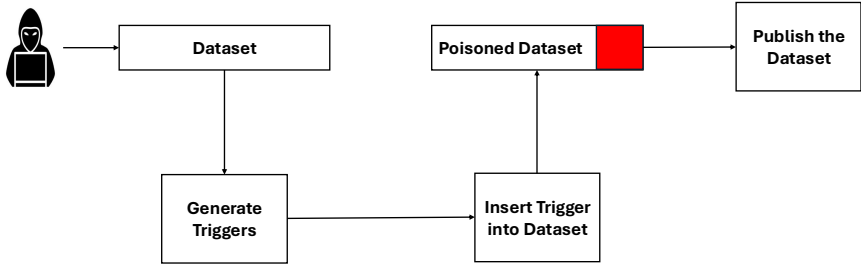 Dataset
Poisoned Dataset
Publish the
Dataset
Generate
Triggers
Insert Trigger
into Dataset